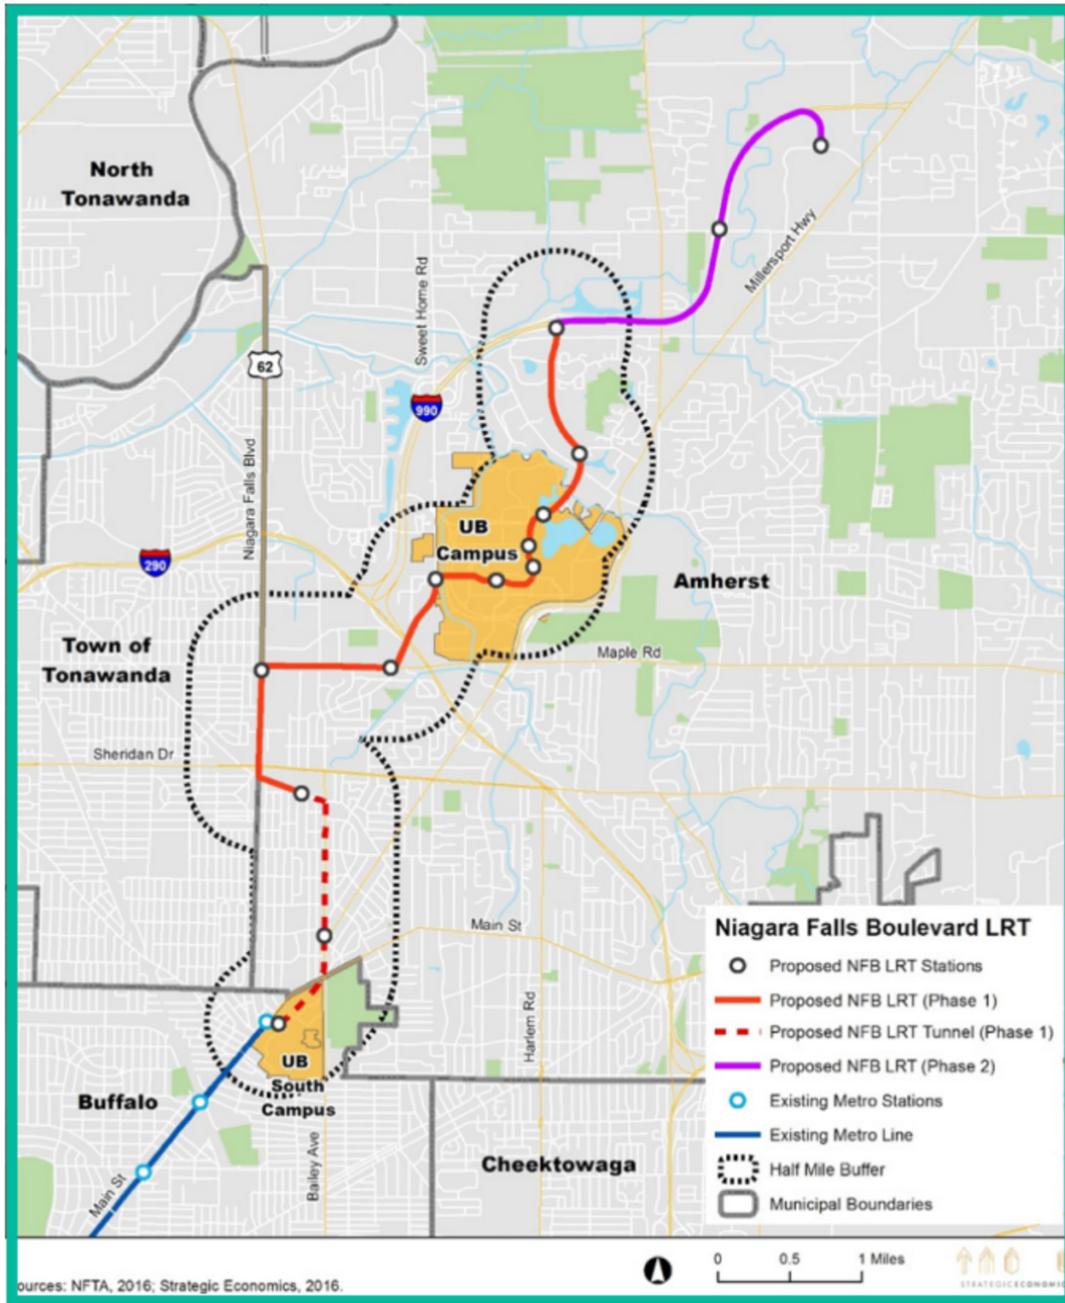 North
Tonawanda
Sweet Home Rd
Millersport Hwy
62
990
Niagara Falls Blvd
UB
Campus
290
Amherst
Town of
Tonawanda
Maple Rd
Sheridan Dr
Main St
Harlem Rd
UB
South
Campus
Buffalo
Bailey Ave
Main St
Cheektowaga
Niagara Falls Boulevard LRT
Proposed NFB LRT Stations
Proposed NFB LRT (Phase 1)
Proposed NFB LRT Tunnel (Phase 1)
Proposed NFB LRT (Phase 2)
Existing Metro Stations
Existing Metro Line
Half Mile Buffer
Municipal Boundaries
0 0.5 1 Miles
ources: NFTA, 2016; Strategic Economics, 2016.
STRATEGICECONOMIC